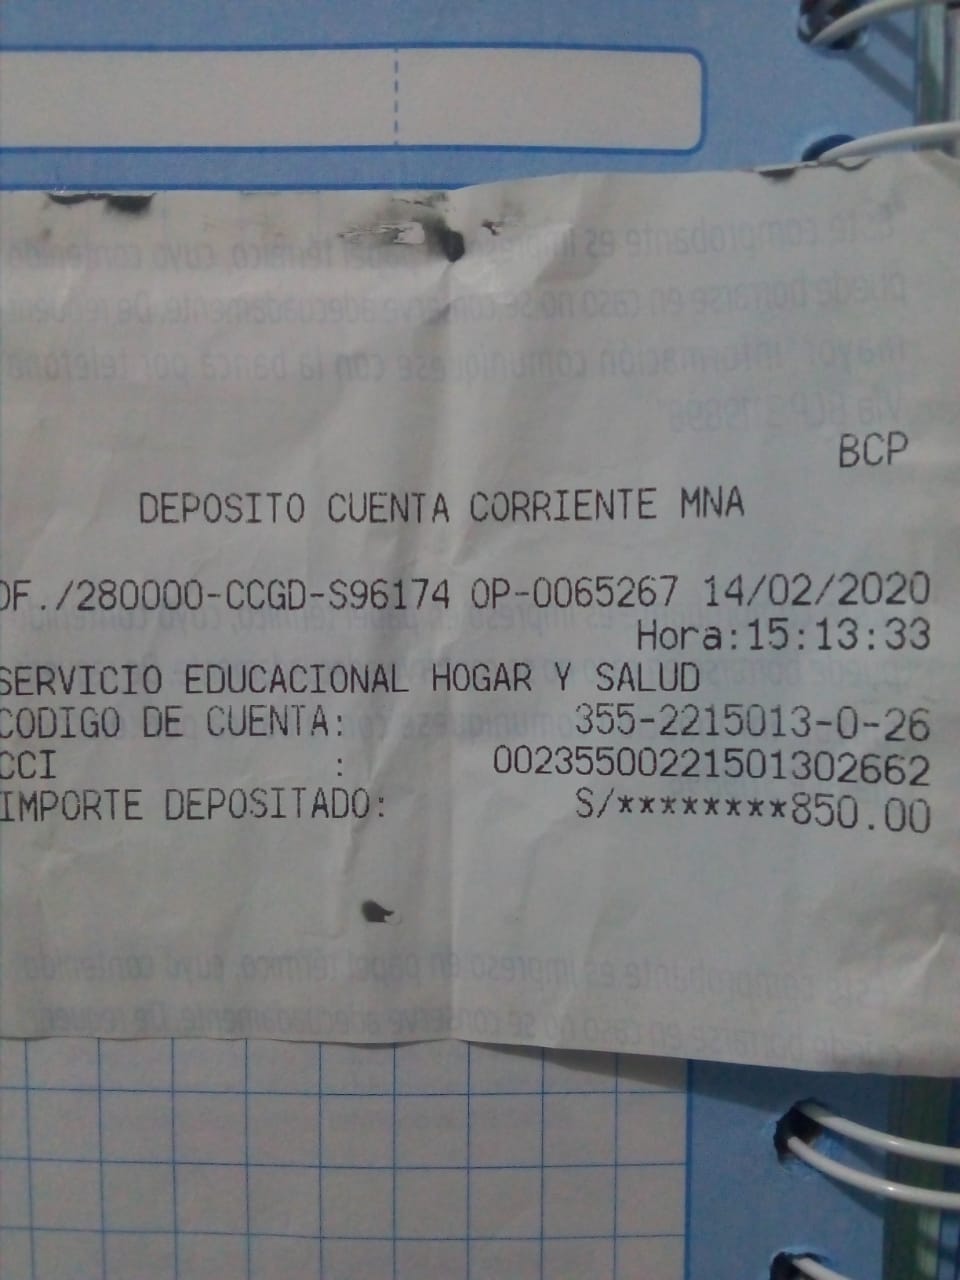 BCP
DEPOSITO CUENTA CORRIENTE MNA
OF./280000-CCGD-S96174 OP-0065267 14/02/2020
Hora:15:13:33
SERVICIO EDUCACIONAL HOGAR Y SALUD
CODIGO DE CUENTA: 355-2215013-0-26
CCI : 00235500221501302662
IMPORTE DEPOSITADO: S/********850.00